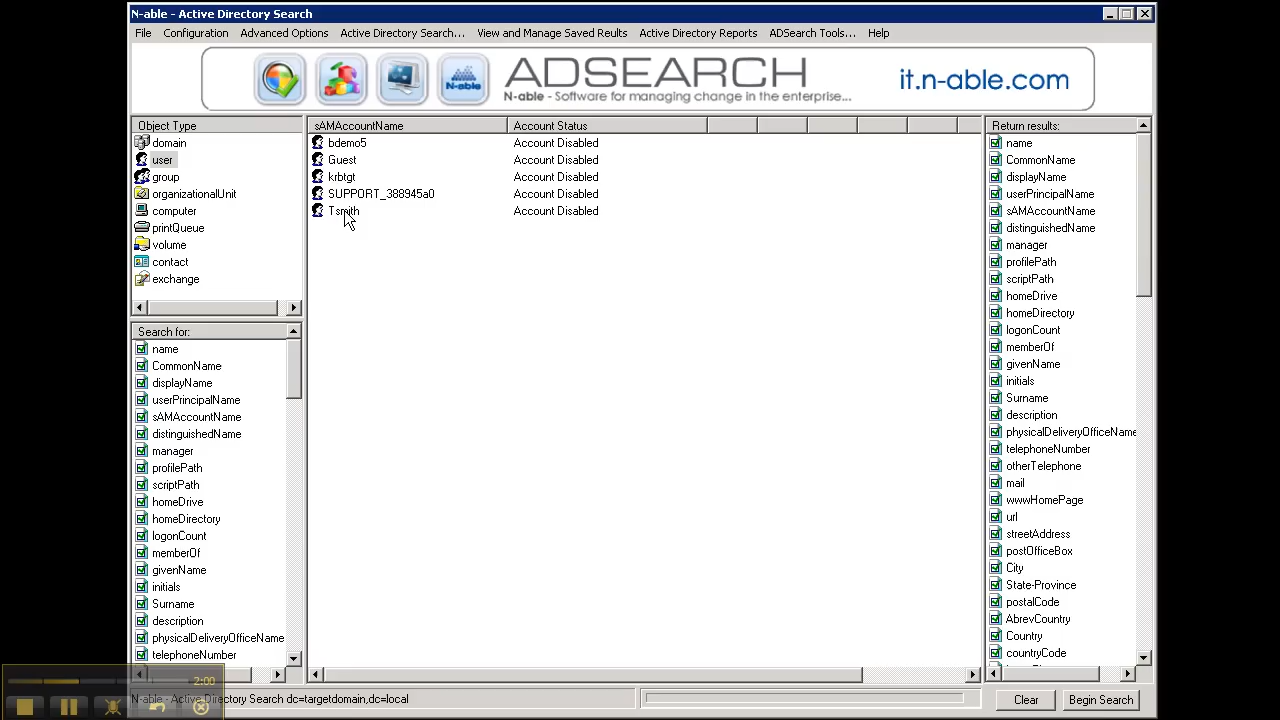 N-able - Active Directory Search
File Configuration Advanced Options Active Directory Search... View and Manage Saved Reults Active Directory Reports ADSearch Tools... Help
N-able
ADSEARCH
N-able - Software for managing change in the enterprise...
it.n-able.com
Object Type
domain
user
group
organizationalUnit
computer
printQueue
volume
contact
exchange
Search for:
name
CommonName
displayName
userPrincipalName
sAMAccountName
distinguishedName
manager
profilePath
scriptPath
homeDrive
homeDirectory
logonCount
memberOf
givenName
initials
Surname
description
physicalDeliveryOfficeName
telephoneNumber
sAMAccountName Account Status
bdemo5 Account Disabled
Guest Account Disabled
krbtgt Account Disabled
SUPPORT_388945a0 Account Disabled
Tsmith Account Disabled
Return results:
name
CommonName
displayName
userPrincipalName
sAMAccountName
distinguishedName
manager
profilePath
scriptPath
homeDrive
homeDirectory
logonCount
memberOf
givenName
initials
Surname
description
physicalDeliveryOfficeName
telephoneNumber
otherTelephone
mail
wwwHomePage
url
streetAddress
postOfficeBox
City
State-Province
postalCode
AbrevCountry
Country
countryCode
2:00
N-able - Active Directory Search dc=targetdomain,dc=local
Clear Begin Search